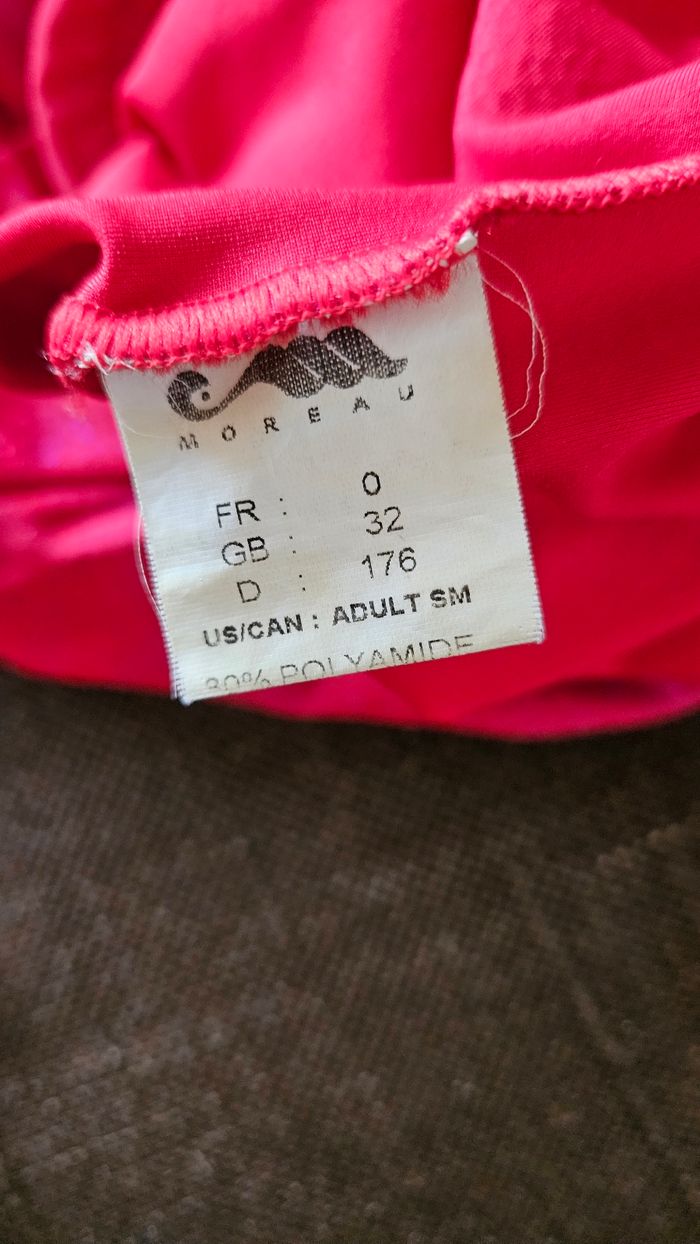 MOREAU
FR : 0
GB : 32
D : 176
US/CAN : ADULT SM
POLYAMIDE